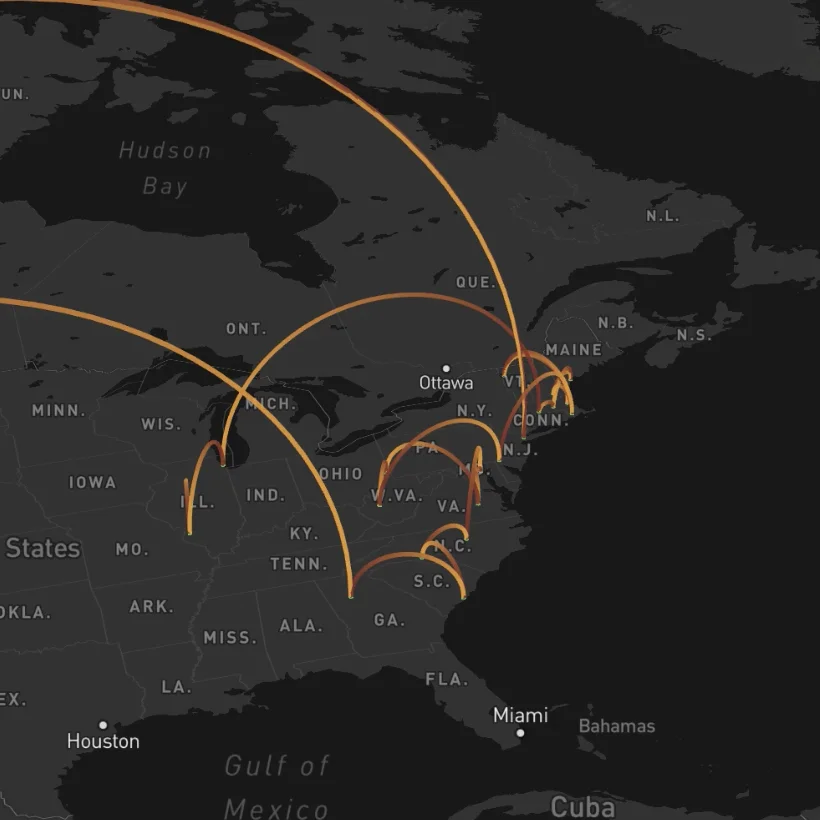 UN.
Hudson
Bay
N.L.
QUE.
ONT.
N.B.
N.S.
MAINE
Ottawa
VT.
MICH.
MINN.
WIS.
N.Y.
CONN.
PA.
N.J.
OHIO
IOWA
ILL.
IND.
W.VA.
VA.
States
MO.
KY.
N.C.
TENN.
S.C.
OKLA.
ARK.
GA.
MISS.
ALA.
LA.
FLA.
EX.
Miami
Bahamas
Houston
Gulf of
Mexico
Cuba